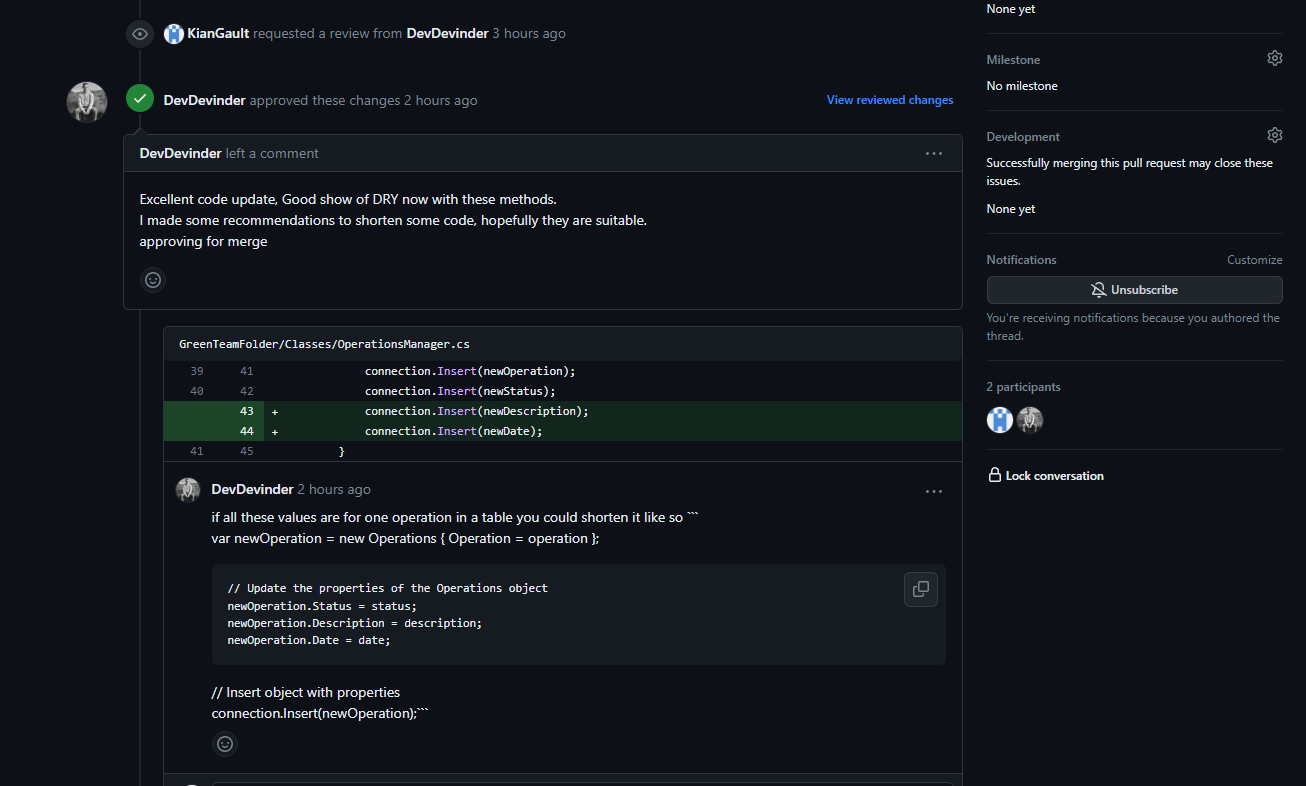 None yet
KianGault requested a review from DevDevinder 3 hours ago
Milestone
No milestone
DevDevinder approved these changes 2 hours ago
View reviewed changes
Development
Successfully merging this pull request may close these
issues.
None yet
DevDevinder left a comment
Excellent code update, Good show of DRY now with these methods.
I made some recommendations to shorten some code, hopefully they are suitable.
approving for merge
Notifications
Customize
Unsubscribe
You're receiving notifications because you authored the
thread.
2 participants
Lock conversation
GreenTeamFolder/Classes/OperationsManager.cs
39 41 connection.Insert(newOperation);
40 42 connection.Insert(newStatus);
43 + connection.Insert(newDescription);
44 + connection.Insert(newDate);
41 45 }
DevDevinder 2 hours ago
if all these values are for one operation in a table you could shorten it like so ```
var newOperation = new Operations { Operation = operation };
// Update the properties of the Operations object
newOperation.Status = status;
newOperation.Description = description;
newOperation.Date = date;
// Insert object with properties
connection.Insert(newOperation);```